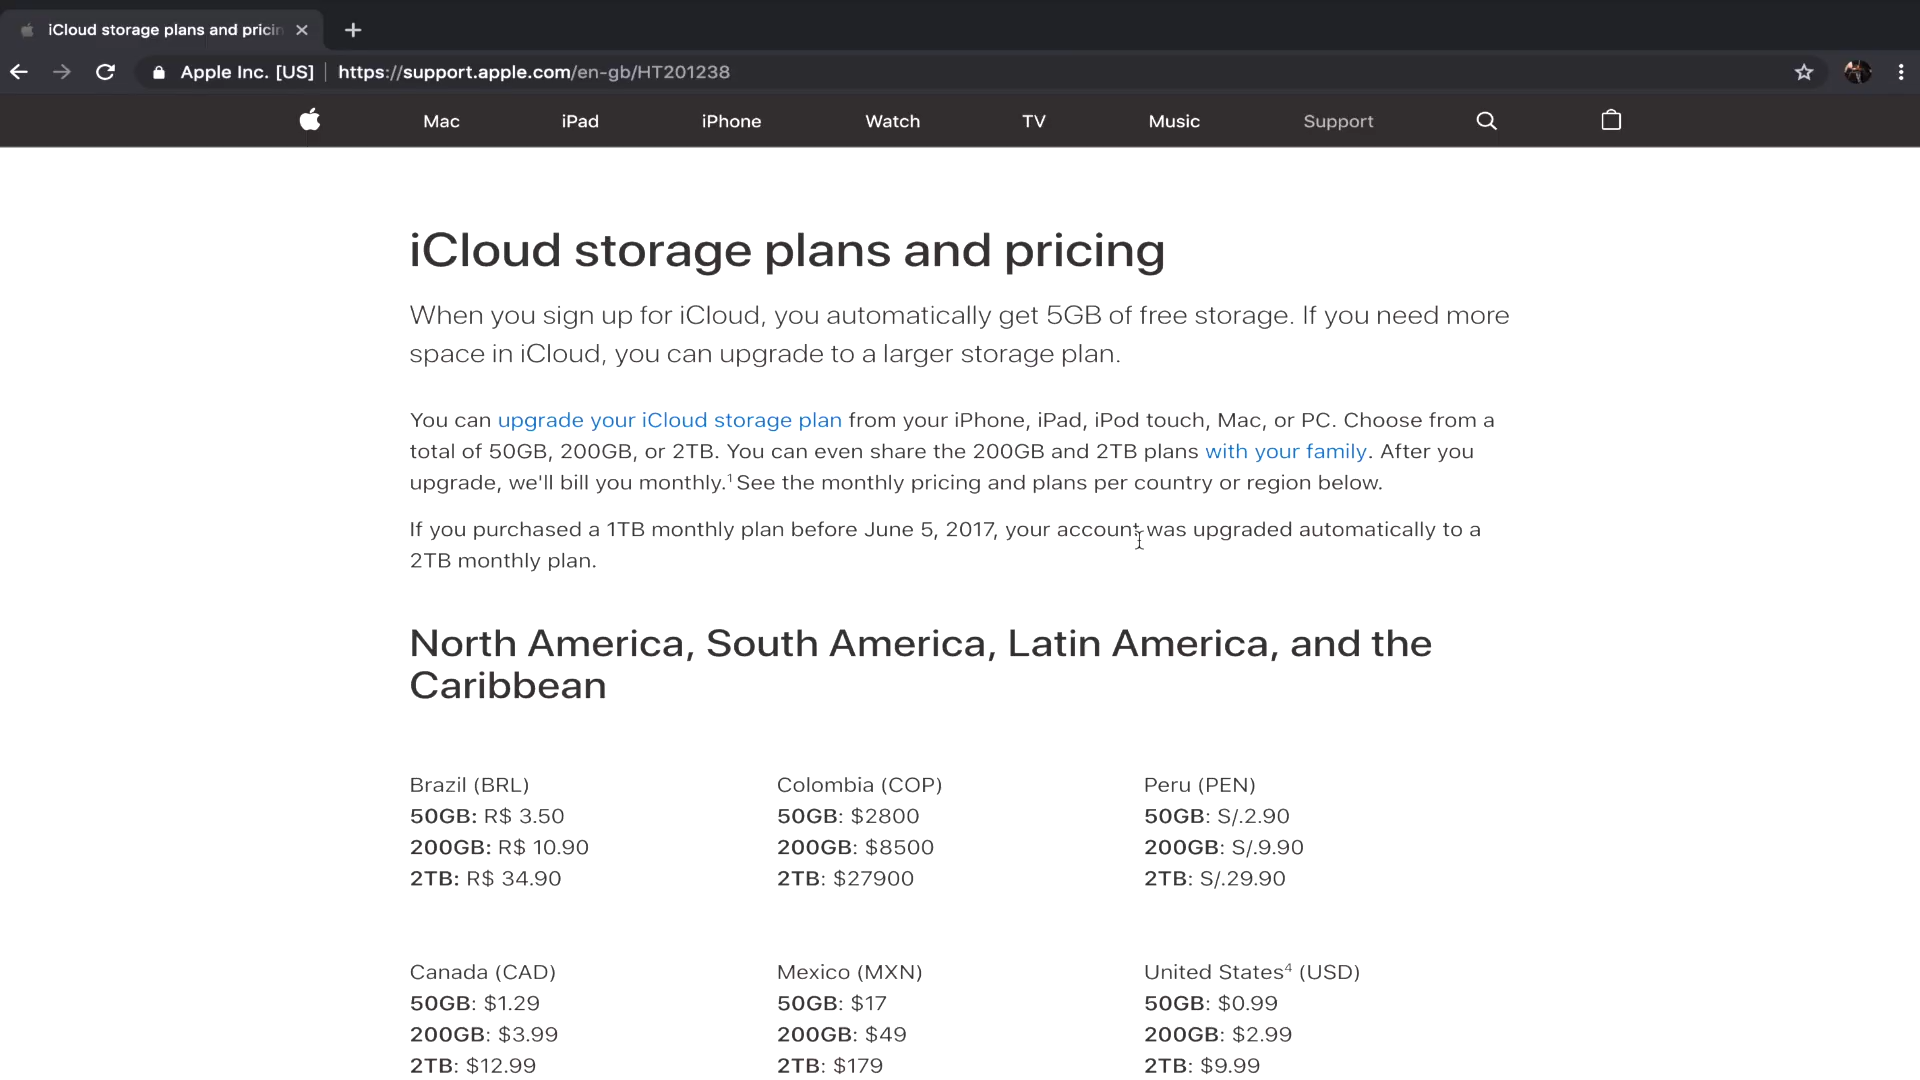 iCloud storage plans and pricin
Apple Inc. [US] https://support.apple.com/en-gb/HT201238
Mac iPad iPhone Watch TV Music Support
iCloud storage plans and pricing
When you sign up for iCloud, you automatically get 5GB of free storage. If you need more
space in iCloud, you can upgrade to a larger storage plan.
You can upgrade your iCloud storage plan from your iPhone, iPad, iPod touch, Mac, or PC. Choose from a
total of 50GB, 200GB, or 2TB. You can even share the 200GB and 2TB plans with your family. After you
upgrade, we'll bill you monthly.¹ See the monthly pricing and plans per country or region below.
If you purchased a 1TB monthly plan before June 5, 2017, your account was upgraded automatically to a
2TB monthly plan.
North America, South America, Latin America, and the
Caribbean
Brazil (BRL)
50GB: R$ 3.50
200GB: R$ 10.90
2TB: R$ 34.90
Colombia (COP)
50GB: $2800
200GB: $8500
2TB: $27900
Peru (PEN)
50GB: S/.2.90
200GB: S/.9.90
2TB: S/.29.90
Canada (CAD)
50GB: $1.29
200GB: $3.99
2TB: $12.99
Mexico (MXN)
50GB: $17
200GB: $49
2TB: $179
United States⁴ (USD)
50GB: $0.99
200GB: $2.99
2TB: $9.99